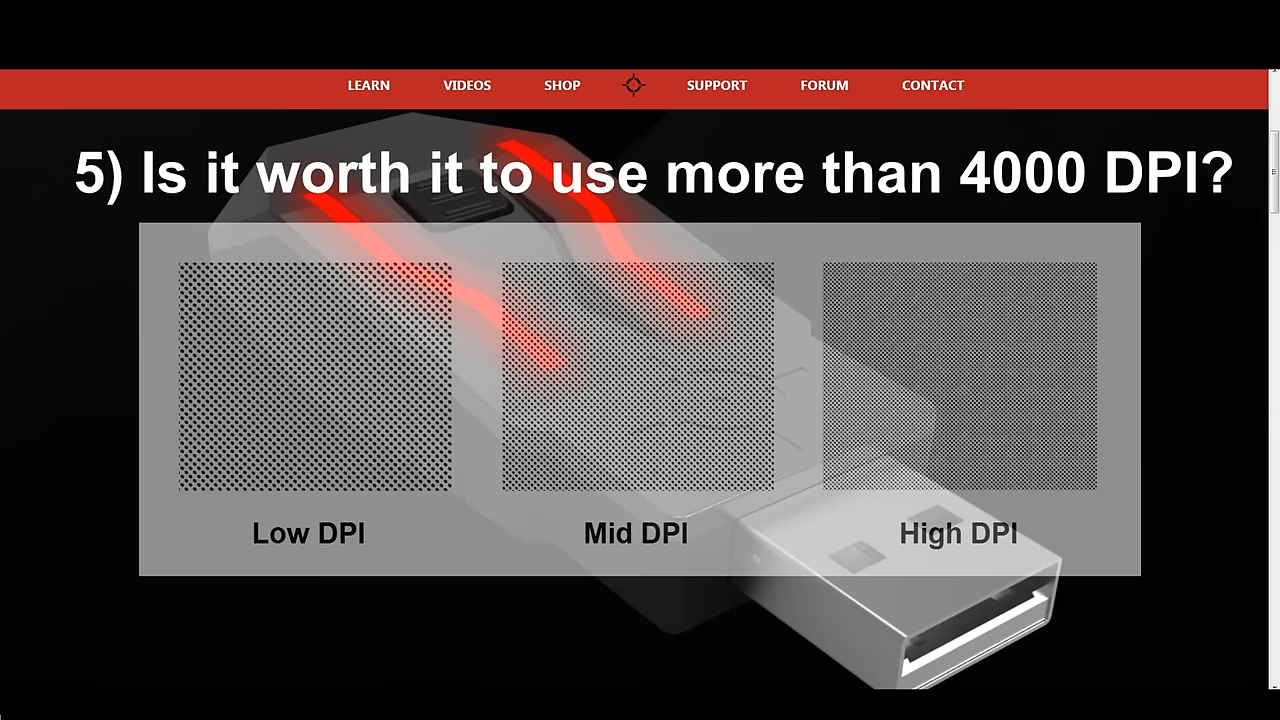 LEARN VIDEOS SHOP SUPPORT FORUM CONTACT
5) Is it worth it to use more than 4000 DPI?
Low DPI Mid DPI High DPI